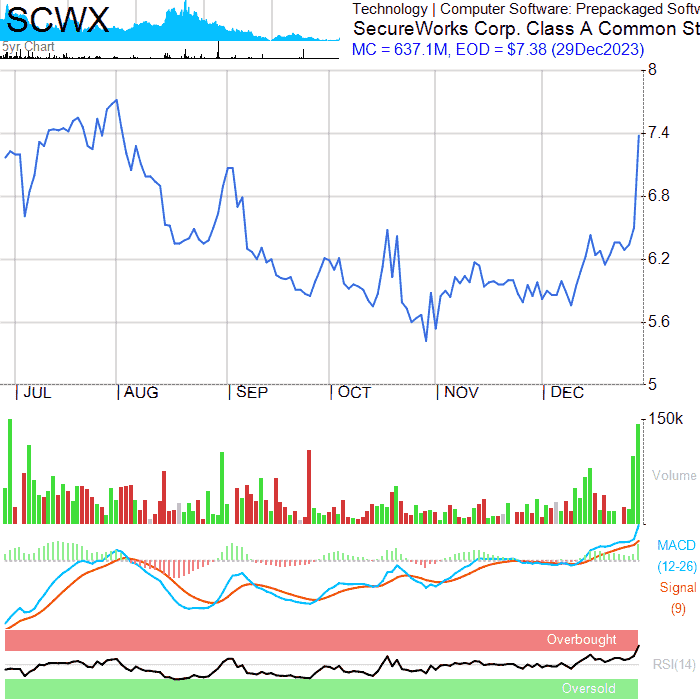 SCWX
5yr Chart
Technology | Computer Software: Prepackaged Softw
SecureWorks Corp. Class A Common St
MC = 637.1M, EOD = $7.38 (29Dec2023)
8
7.4
6.8
6.2
5.6
5
JUL AUG SEP OCT NOV DEC
150k
Volume
MACD
(12-26)
Signal
(9)
Overbought
RSI(14)
Oversold